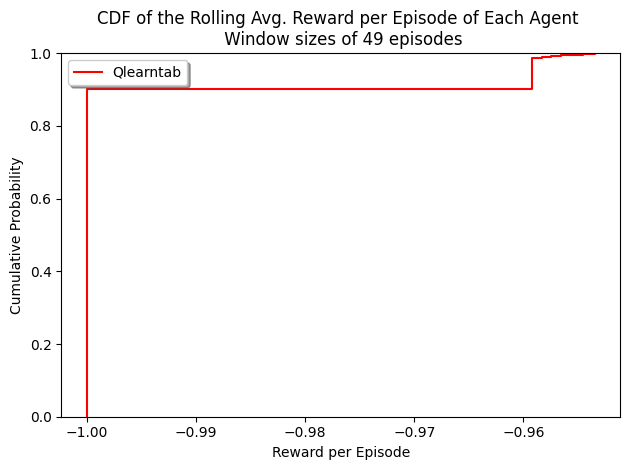 CDF of the Rolling Avg. Reward per Episode of Each Agent
Window sizes of 49 episodes
Qlearntab
Cumulative Probability
1.0
0.8
0.6
0.4
0.2
0.0
−1.00 −0.99 −0.98 −0.97 −0.96
Reward per Episode